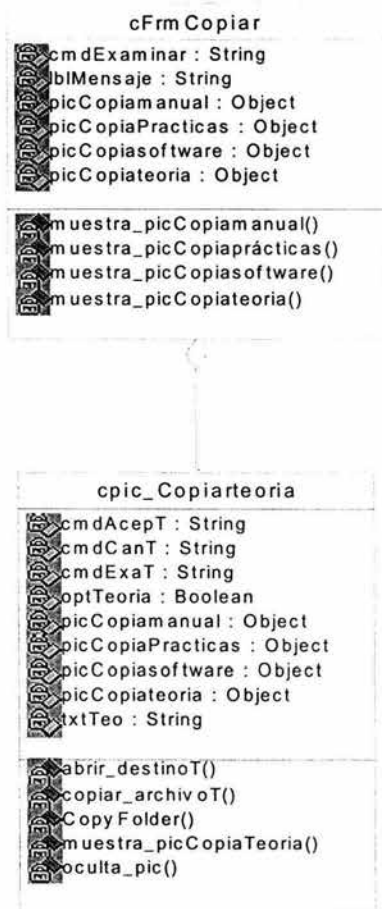 cFrmCopiar
cmdExaminar : String
lblMensaje : String
picCopiamanual : Object
picCopiaPracticas : Object
picCopiasoftware : Object
picCopiateoria : Object
muestra_picCopiamanual()
muestra_picCopiaprácticas()
muestra_picCopiasoftware()
muestra_picCopiateoria()
cpic_Copiarteoria
cmdAcepT : String
cmdCanT : String
cmdExaT : String
optTeoria : Boolean
picCopiamanual : Object
picCopiaPracticas : Object
picCopiasoftware : Object
picCopiateoria : Object
txtTeo : String
abrir_destinoT()
copiar_archivoT()
CopyFolder()
muestra_picCopiaTeoria()
oculta_pic()